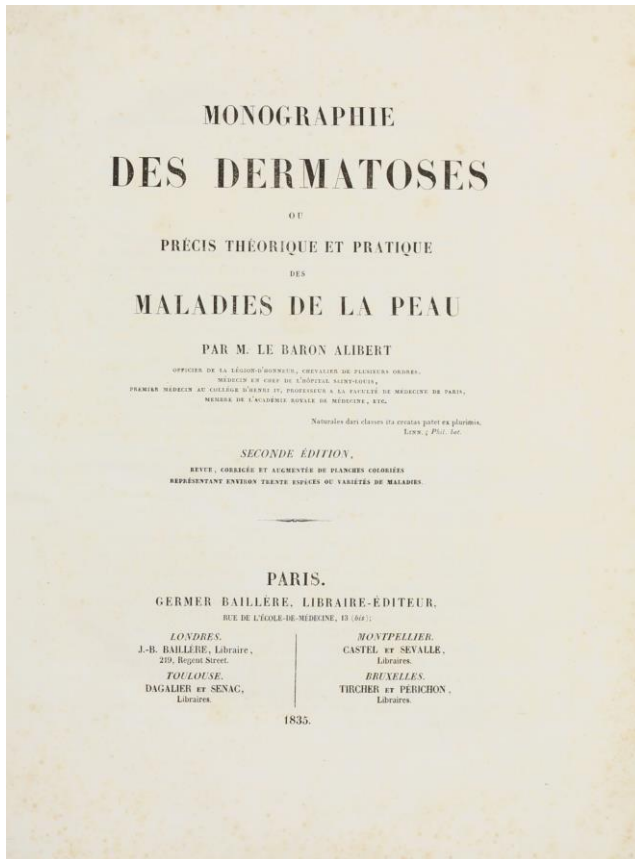 MONOGRAPHIE
DES DERMATOSES
OU
PRÉCIS THÉORIQUE ET PRATIQUE
DES
MALADIES DE LA PEAU
PAR M. LE BARON ALIBERT
OFFICIER DE LA LÉGION-D'HONNEUR, CHEVALIER DE PLUSIEURS ORDRES,
MÉDECIN EN CHEF DE L'HÔPITAL SAINT-LOUIS,
PREMIER MÉDECIN AU COLLÉGE D'HENRI IV, PROFESSEUR A LA FACULTÉ DE MÉDECINE DE PARIS,
MEMBRE DE L'ACADÉMIE ROYALE DE MÉDECINE, ETC.
Naturales dari classes ita creatas patet ex plurimis.
LINN.; Phil. bot.
SECONDE ÉDITION,
REVUE, CORRIGÉE ET AUGMENTÉE DE PLANCHES COLORIÉES
REPRÉSENTANT ENVIRON TRENTE ESPÈCES OU VARIÉTÉS DE MALADIES.
PARIS.
GERMER BAILLÈRE, LIBRAIRE-ÉDITEUR,
RUE DE L'ÉCOLE-DE-MÉDECINE, 13 (bis);
LONDRES.
J.-B. BAILLÈRE, Libraire,
219, Regent Street.
TOULOUSE.
DAGALIER ET SENAC,
Libraires.
MONTPELLIER.
CASTEL ET SEVALLE,
Libraires.
BRUXELLES.
TIRCHER ET PÉRICHON,
Libraires.
1835.